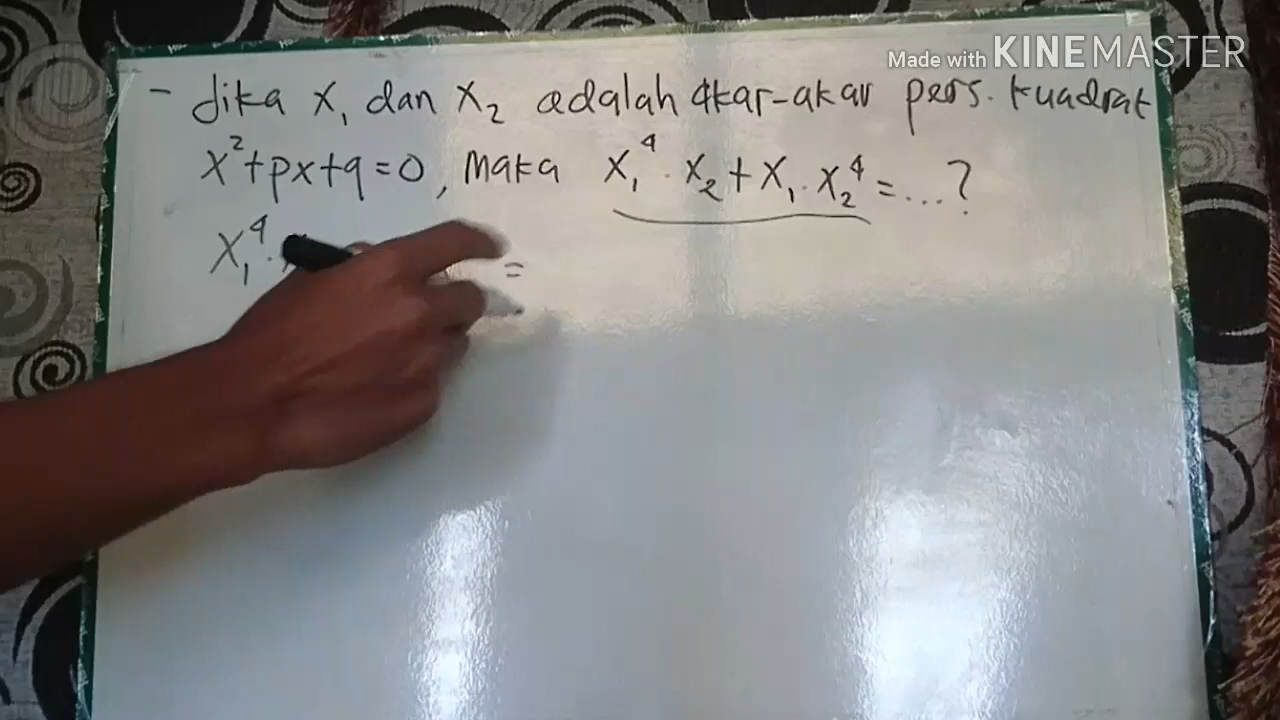 Made with KINEMASTER
- Jika x₁ dan x₂ adalah akar-akar pers. kuadrat
x²+px+q=0, maka x₁⁴·x₂+x₁·x₂⁴=...?
x₁⁴· =